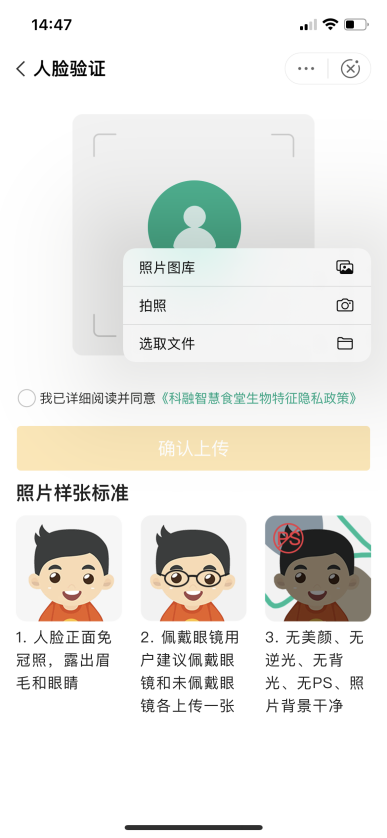 14:47
人脸验证
照片图库
拍照
选取文件
我已详细阅读并同意《科融智慧食堂生物特征隐私政策》
确认上传
照片样张标准
PS
1. 人脸正面免
冠照，露出眉
毛和眼睛
2. 佩戴眼镜用
户建议佩戴眼
镜和未佩戴眼
镜各上传一张
3. 无美颜、无
逆光、无背
光、无PS、照
片背景干净